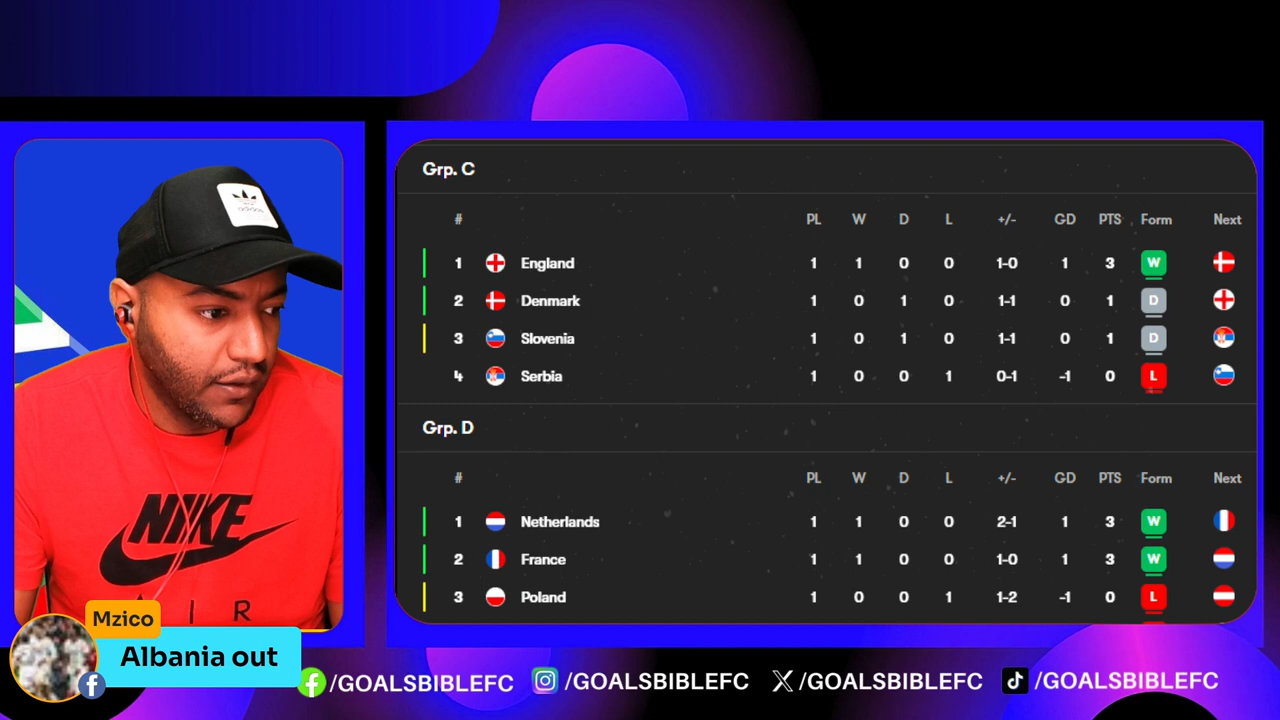 adidas
NIKE
AIR
Mzico
Albania out
Grp. C
# PL W D L +/- GD PTS Form Next
1 England 1 1 0 0 1-0 1 3 W
2 Denmark 1 0 1 0 1-1 0 1 D
3 Slovenia 1 0 1 0 1-1 0 1 D
4 Serbia 1 0 0 1 0-1 -1 0 L
Grp. D
# PL W D L +/- GD PTS Form Next
1 Netherlands 1 1 0 0 2-1 1 3 W
2 France 1 1 0 0 1-0 1 3 W
3 Poland 1 0 0 1 1-2 -1 0 L
/GOALSBIBLEFC /GOALSBIBLEFC /GOALSBIBLEFC /GOALSBIBLEFC